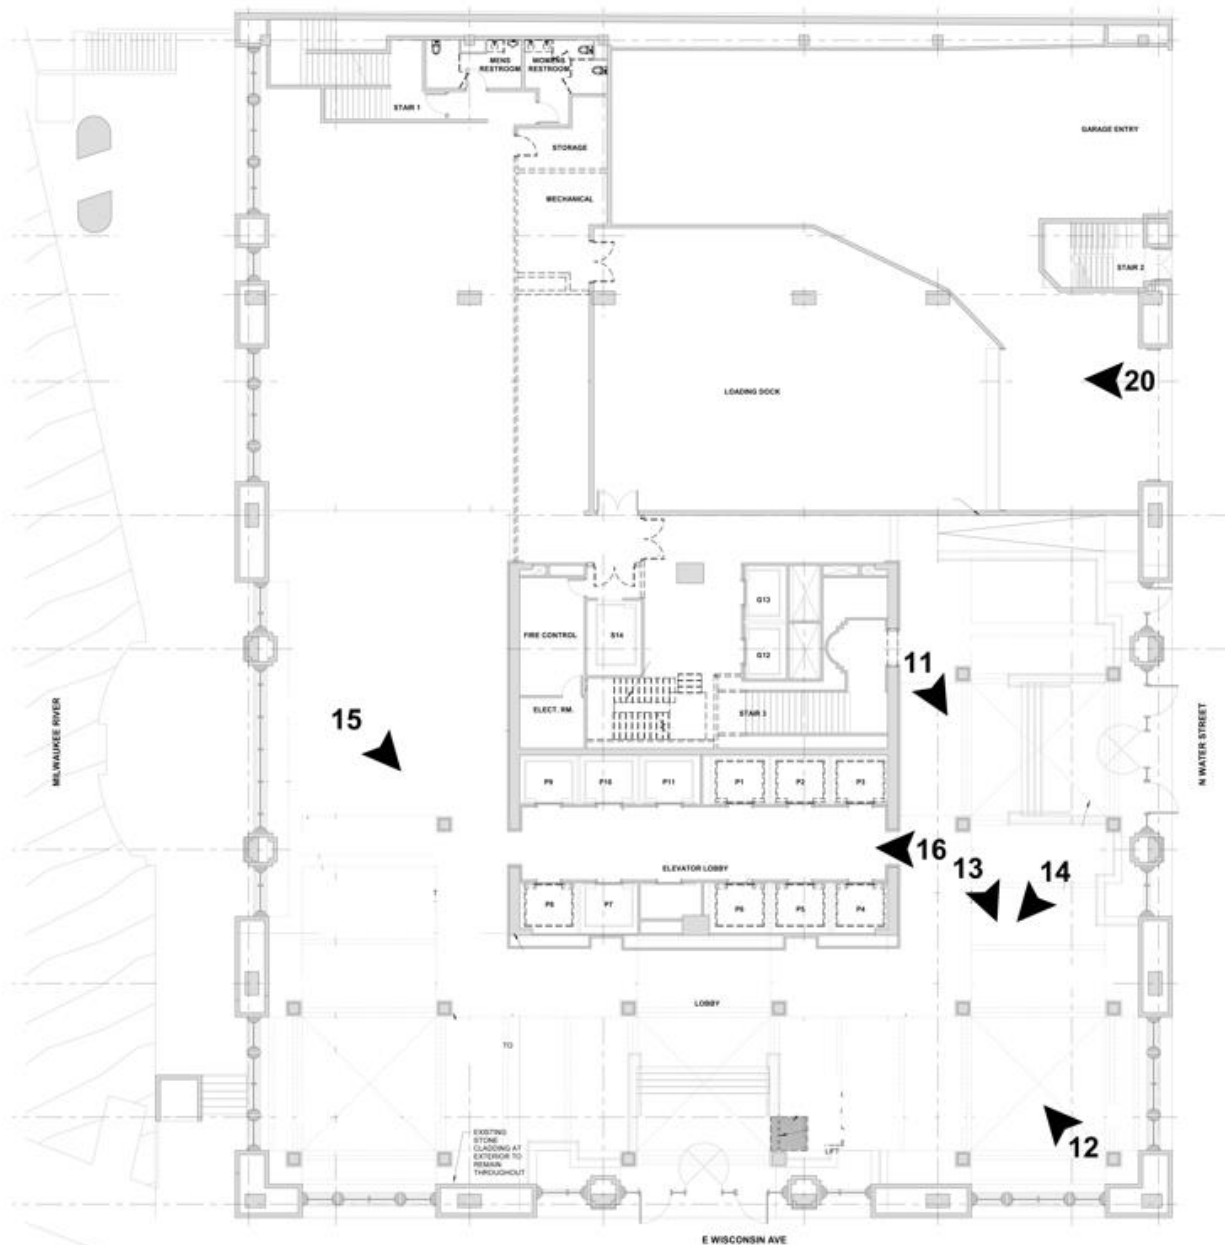 MENS
RESTROOM
WOMENS
RESTROOM
STAIR 1
GARAGE ENTRY
STORAGE
MECHANICAL
STAIR 2
20
LOADING DOCK
G13
FIRE CONTROL
S14
G12
11
ELECT. RM.
STAIR 3
15
MILWAUKEE RIVER
N WATER STREET
P9
P10
P11
P1
P2
P3
16
ELEVATOR LOBBY
13
14
P7
P6
P5
P4
LOBBY
TO
EXISTING
STONE
CLADDING AT
EXTERIOR TO
REMAIN
THROUGHOUT
LIFT
12
E WISCONSIN AVE